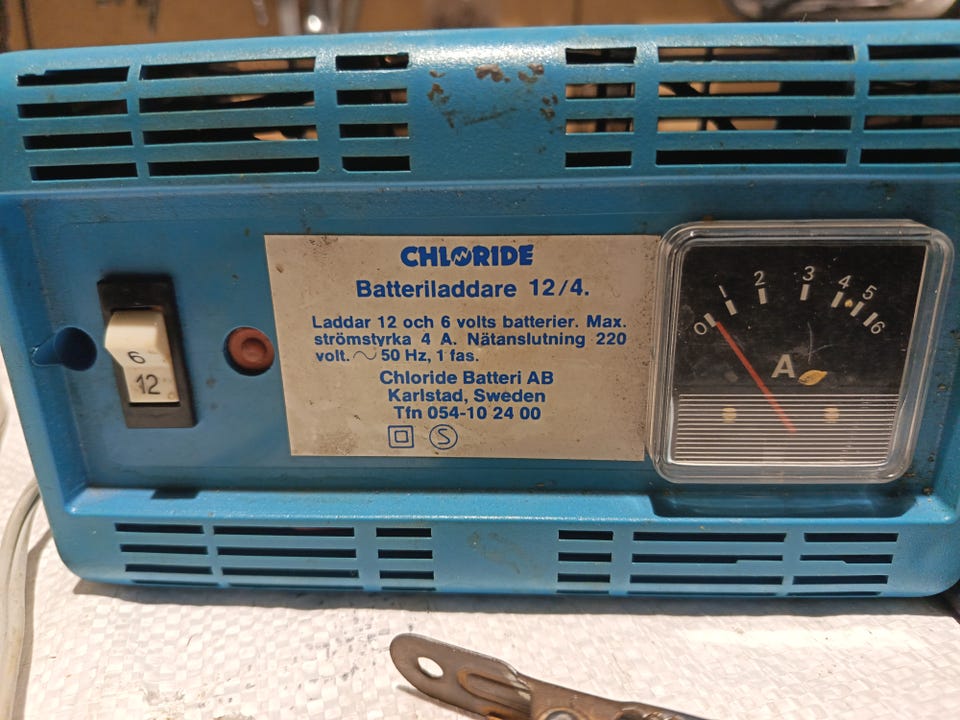 CHLORIDE
Batteriladdare 12/4.
Laddar 12 och 6 volts batterier. Max.
strömstyrka 4 A. Nätanslutning 220
volt. ~ 50 Hz, 1 fas.
Chloride Batteri AB
Karlstad, Sweden
Tfn 054-10 24 00
S
6
12
0 1 2 3 4 5 6
A